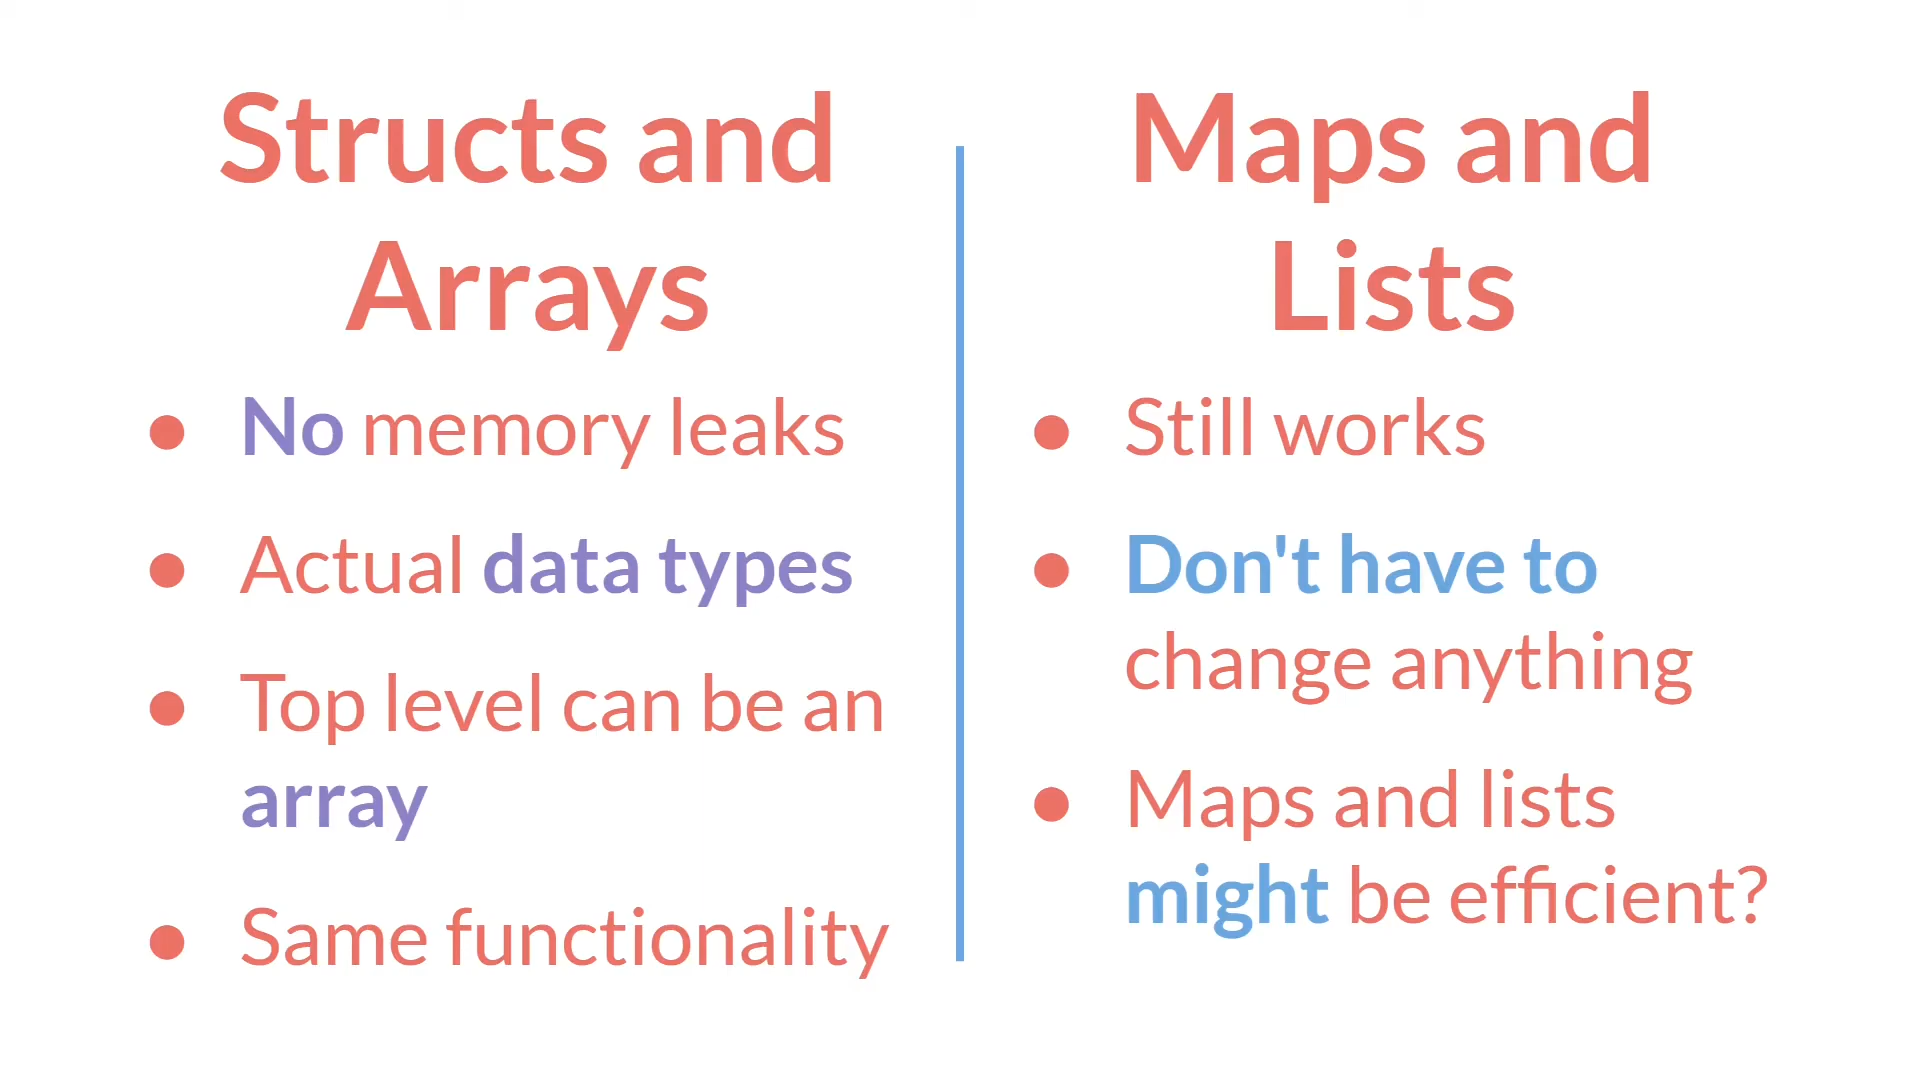 Structs and
Arrays
● No memory leaks
● Actual data types
● Top level can be an
array
● Same functionality
Maps and
Lists
● Still works
● Don't have to
change anything
● Maps and lists
might be efficient?